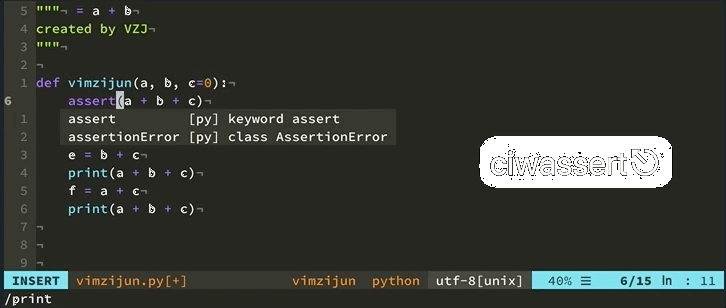 5 """¬ = a + b
4 created by VZJ¬
3 """¬
2 ¬
1 def vimzijun(a, b, c=0):¬
6 assert(a + b + c)¬
1 assert [py] keyword assert
2 assertionError [py] class AssertionError
3 e = b + c¬
4 print(a + b + c)¬
5 f = a + c¬
6 print(a + b + c)¬
7 ¬
8 ¬
9 ¬
ciwassert⎋
INSERT vimzijun.py[+] vimzijun python utf-8[unix] 40% ☰ 6/15 ㏑ : 11
/print